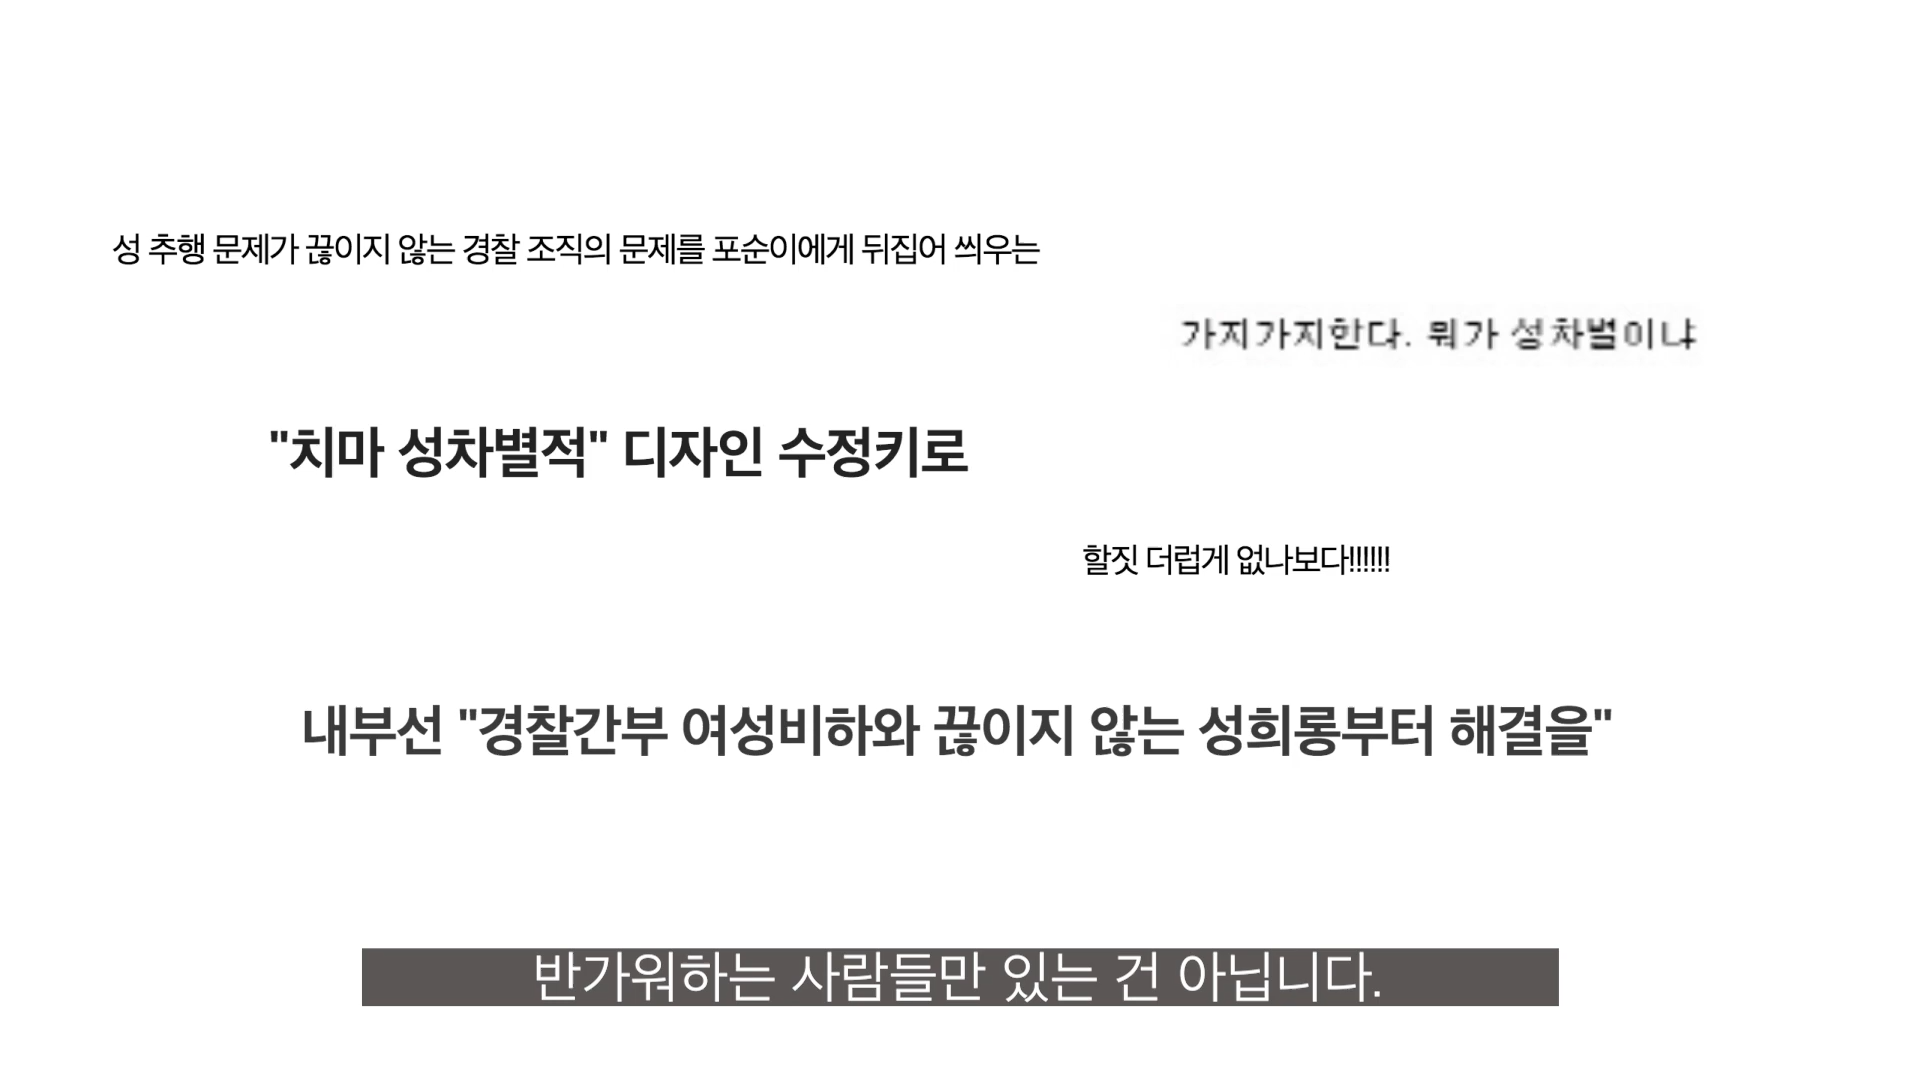 성 추행 문제가 끊이지 않는 경찰 조직의 문제를 포순이에게 뒤집어 씌우는
가지가지한다. 뭐가 성차별이냐
"치마 성차별적" 디자인 수정키로
할짓 더럽게 없나보다!!!!!!
내부선 "경찰간부 여성비하와 끊이지 않는 성희롱부터 해결을"
반가워하는 사람들만 있는 건 아닙니다.